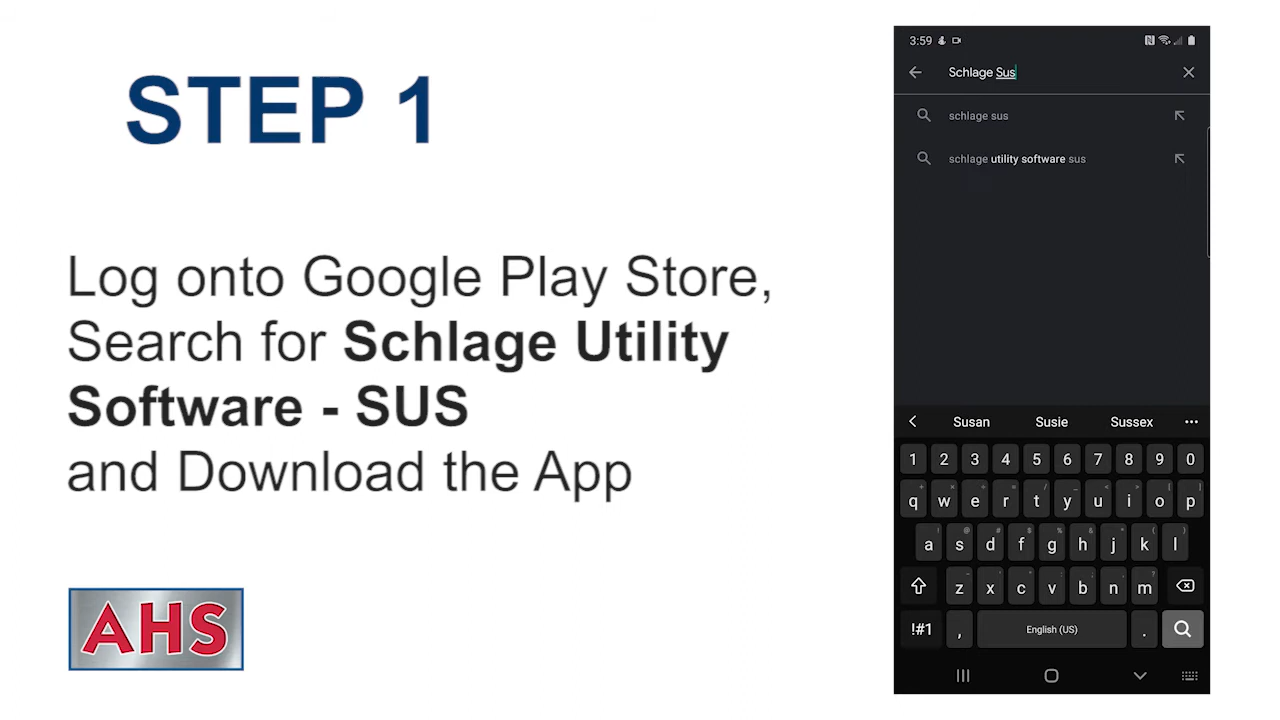 STEP 1
Log onto Google Play Store,
Search for Schlage Utility
Software - SUS
and Download the App
AHS
3:59
Schlage Sus
schlage sus
schlage utility software sus
Susan Susie Sussex
1 2 3 4 5 6 7 8 9 0
q w e r t y u i o p
a s d f g h j k l
z x c v b n m
!#1 , English (US) .